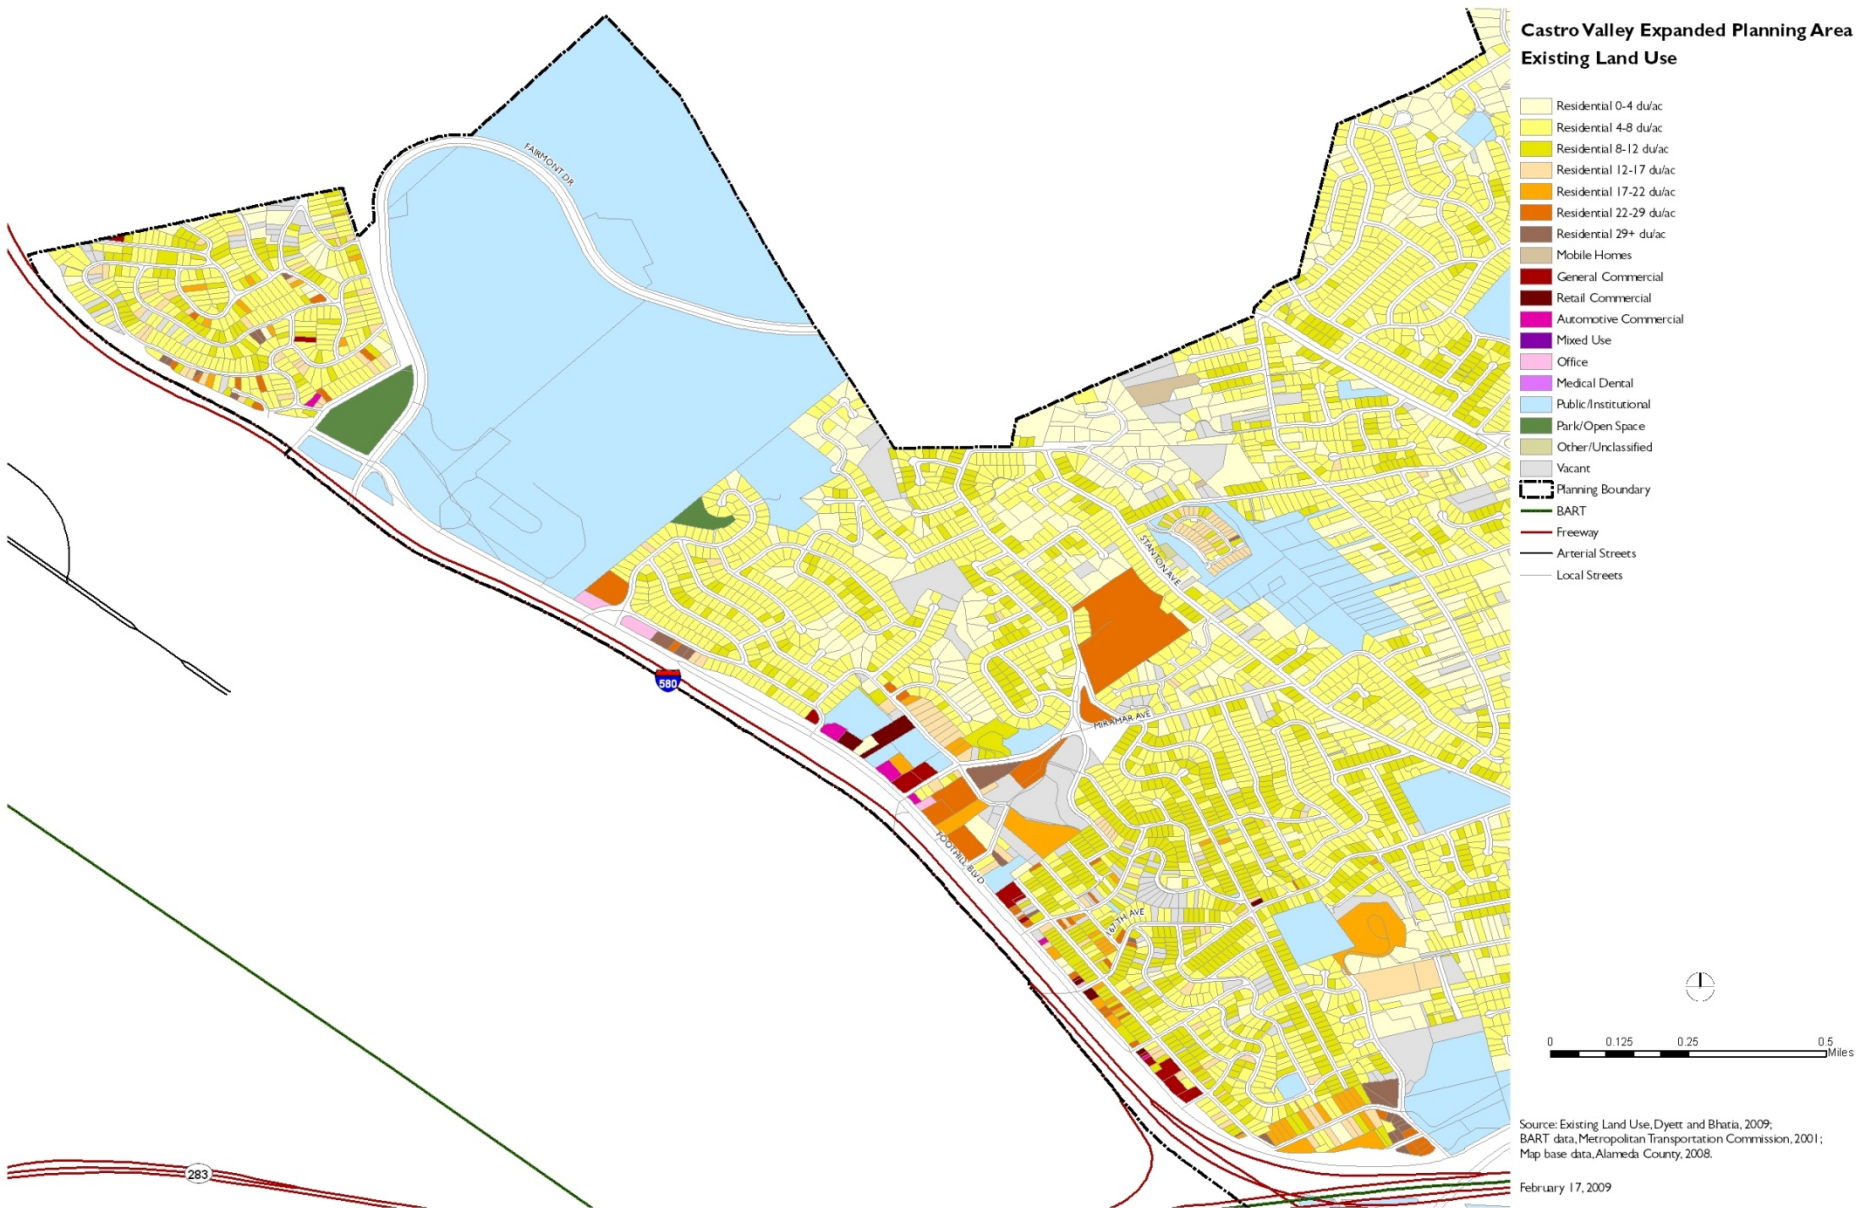 Castro Valley Expanded Planning Area
Existing Land Use
Residential 0-4 du/ac
Residential 4-8 du/ac
Residential 8-12 du/ac
Residential 12-17 du/ac
Residential 17-22 du/ac
Residential 22-29 du/ac
Residential 29+ du/ac
Mobile Homes
General Commercial
Retail Commercial
Automotive Commercial
Mixed Use
Office
Medical Dental
Public/Institutional
Park/Open Space
Other/Unclassified
Vacant
Planning Boundary
BART
Freeway
Arterial Streets
Local Streets
FAIRMONT DR
STANTON AVE
580
MIRAMAR AVE
FOOTHILL BLVD
167TH AVE
283
0 0.125 0.25 0.5
Miles
Source: Existing Land Use, Dyett and Bhatia, 2009;
BART data, Metropolitan Transportation Commission, 2001;
Map base data, Alameda County, 2008.
February 17, 2009